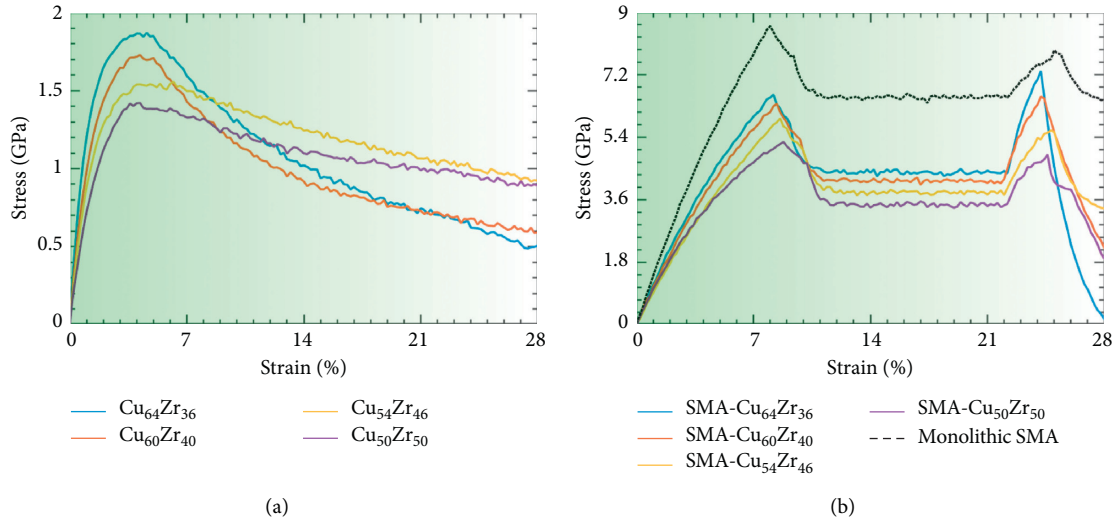 2
1.5
1
0.5
0
Stress (GPa)
0 7 14 21 28
Strain (%)
Cu₆₄Zr₃₆
Cu₆₀Zr₄₀
Cu₅₄Zr₄₆
Cu₅₀Zr₅₀
(a)
9
7.2
5.4
3.6
1.8
0
Stress (GPa)
0 7 14 21 28
Strain (%)
SMA-Cu₆₄Zr₃₆
SMA-Cu₆₀Zr₄₀
SMA-Cu₅₄Zr₄₆
SMA-Cu₅₀Zr₅₀
Monolithic SMA
(b)